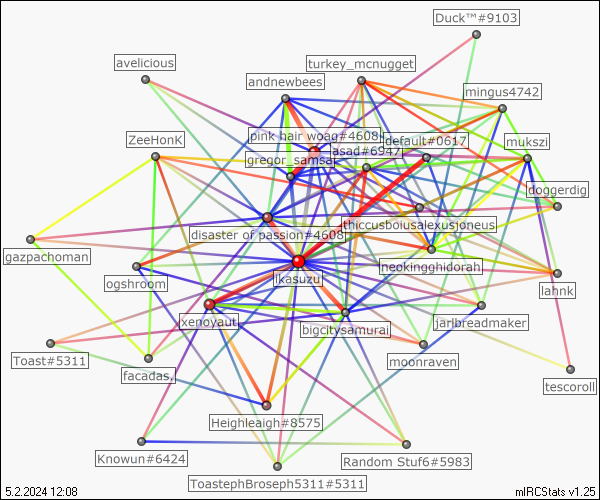 Duck™#9103
avelicious
turkey_mcnugget
andnewbees
mingus4742
ZeeHonK
pink hair woag#4608
default#0617
mukszi
asad#6947
gregor_samsai
doggerdig
thiccusboiusalexusjoneus
disaster of passion#4608
gazpachoman
neokingghidorah
ikasuzu
ogshroom
lahnk
xenoyaut
jarlbreadmaker
bigcitysamurai
Toast#5311
moonraven
facadas.
tescoroll
Heighleaigh#8575
Knowun#6424
Random Stuf6#5983
ToastephBroseph5311#5311
5.2.2024 12:08
mIRCStats v1.25